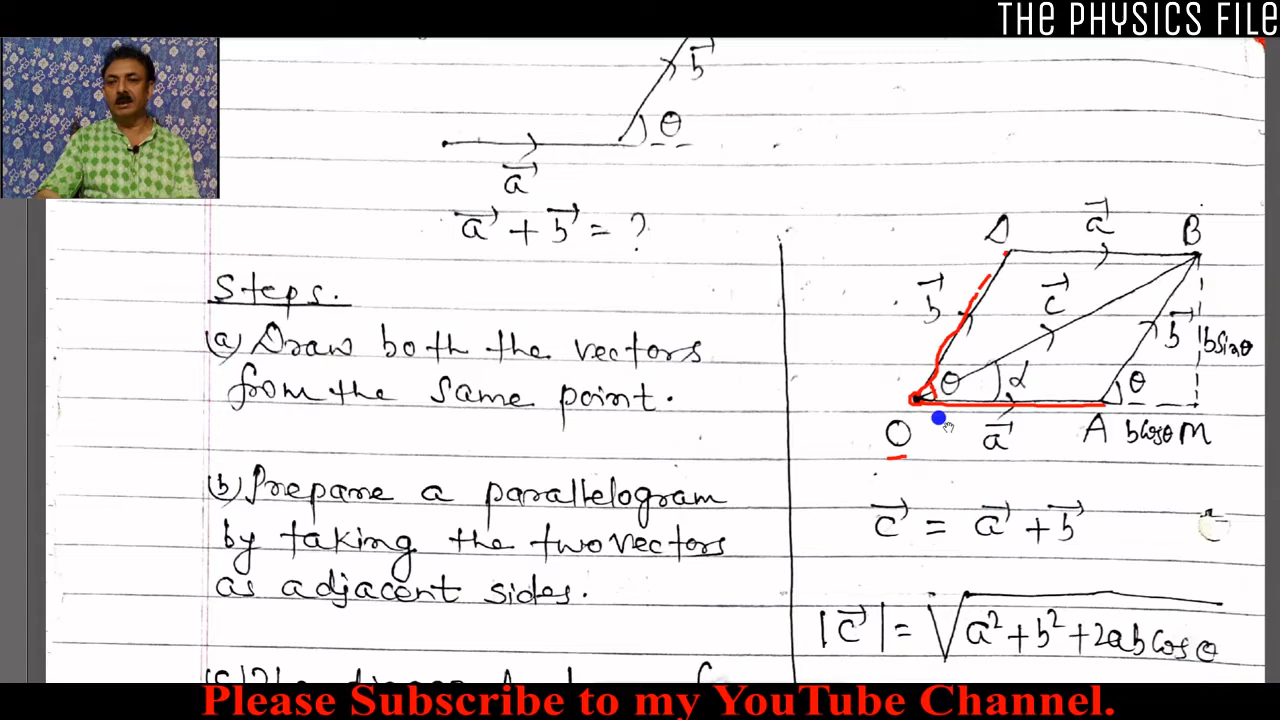 THE PHYSICS FILE
b⃗
θ
a⃗
a⃗ + b⃗ = ?
Steps.
(a) Draw both the vectors
from the same point.
(b) Prepare a parallelogram
by taking the two vectors
as adjacent sides.
D a⃗ B
b⃗ c⃗ b⃗ bsinθ
θ α θ
O a⃗ A bcosθ M
c⃗ = a⃗ + b⃗
|c⃗| = √(a² + b² + 2ab Cosθ)
Please Subscribe to my YouTube Channel.